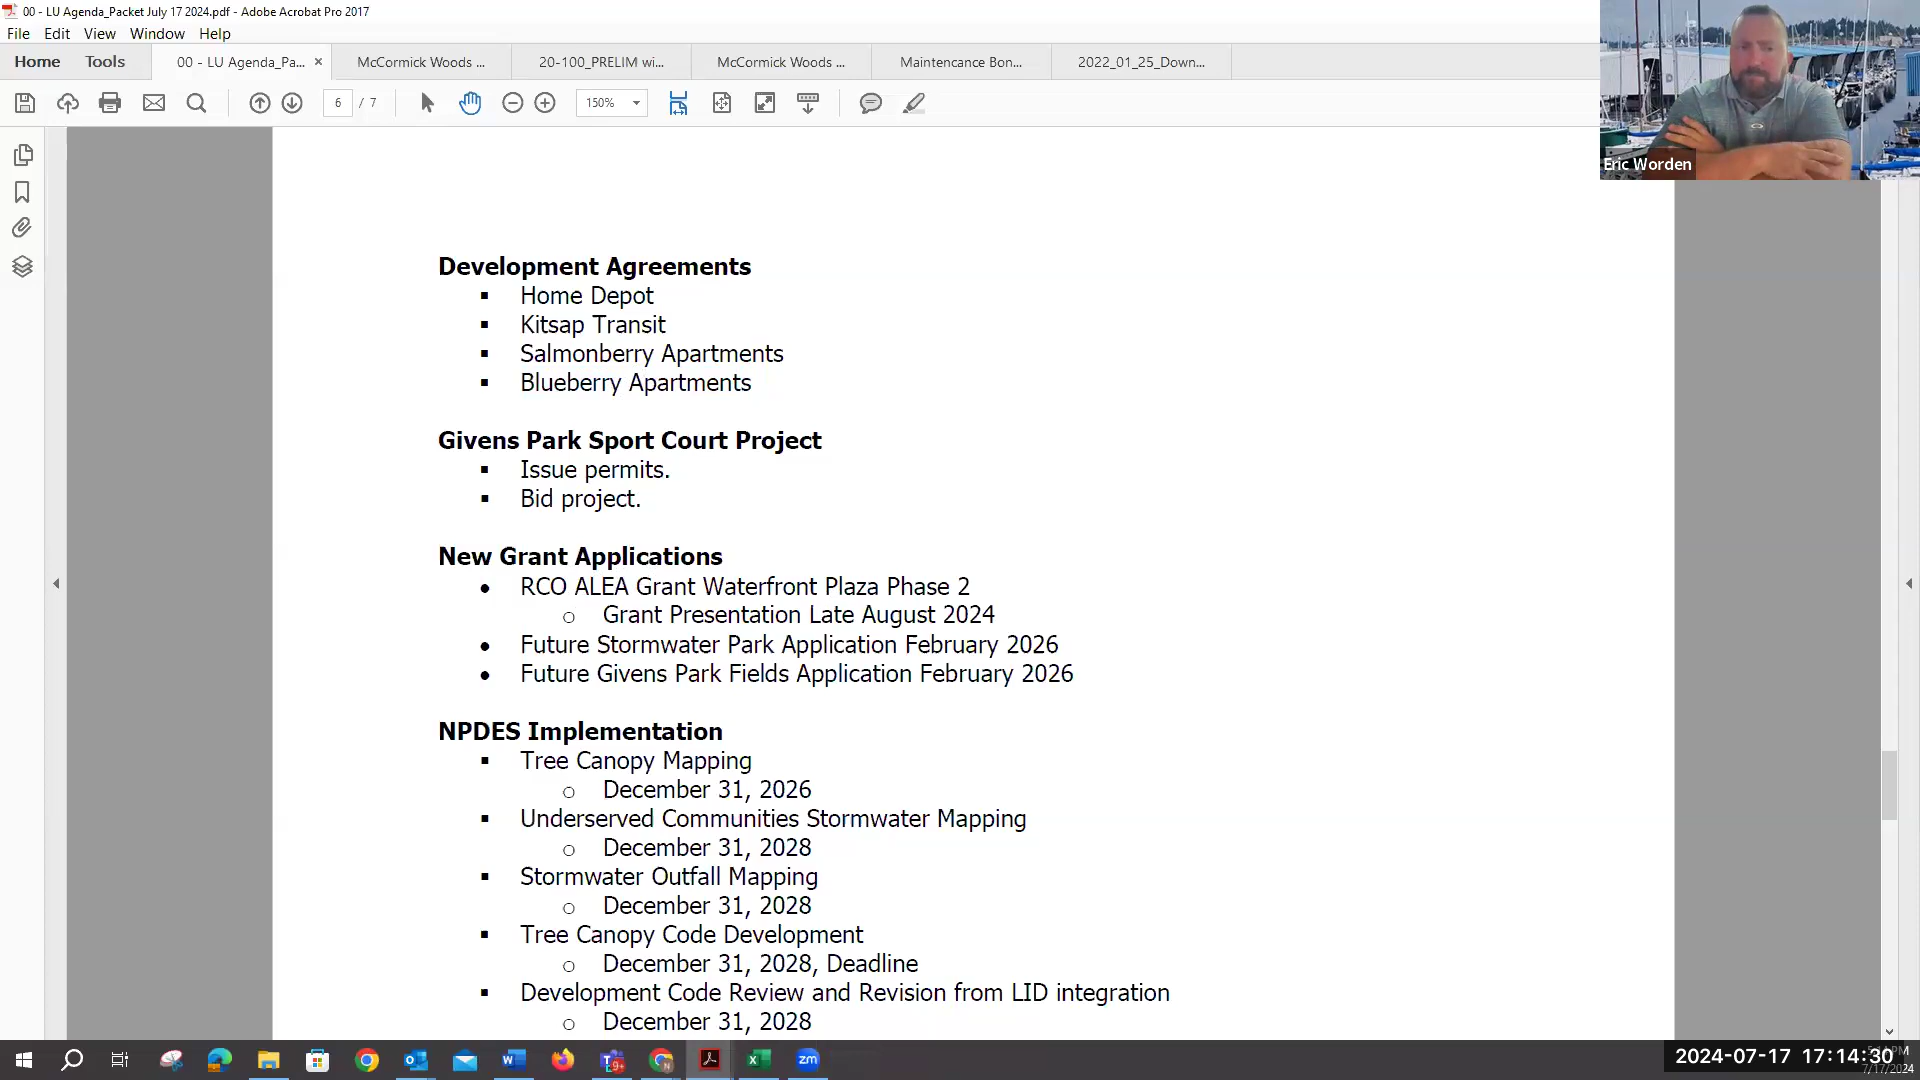 00 - LU Agenda_Packet July 17 2024.pdf - Adobe Acrobat Pro 2017
File Edit View Window Help
Home Tools 00 - LU Agenda_Pa... × McCormick Woods ... 20-100_PRELIM wi... McCormick Woods ... Maintencance Bon... 2022_01_25_Down...
6 / 7 150%
Eric Worden
Development Agreements
▪ Home Depot
▪ Kitsap Transit
▪ Salmonberry Apartments
▪ Blueberry Apartments
Givens Park Sport Court Project
▪ Issue permits.
▪ Bid project.
New Grant Applications
• RCO ALEA Grant Waterfront Plaza Phase 2
o Grant Presentation Late August 2024
• Future Stormwater Park Application February 2026
• Future Givens Park Fields Application February 2026
NPDES Implementation
▪ Tree Canopy Mapping
o December 31, 2026
▪ Underserved Communities Stormwater Mapping
o December 31, 2028
▪ Stormwater Outfall Mapping
o December 31, 2028
▪ Tree Canopy Code Development
o December 31, 2028, Deadline
▪ Development Code Review and Revision from LID integration
o December 31, 2028
2024-07-17 17:14:30
7/17/2024